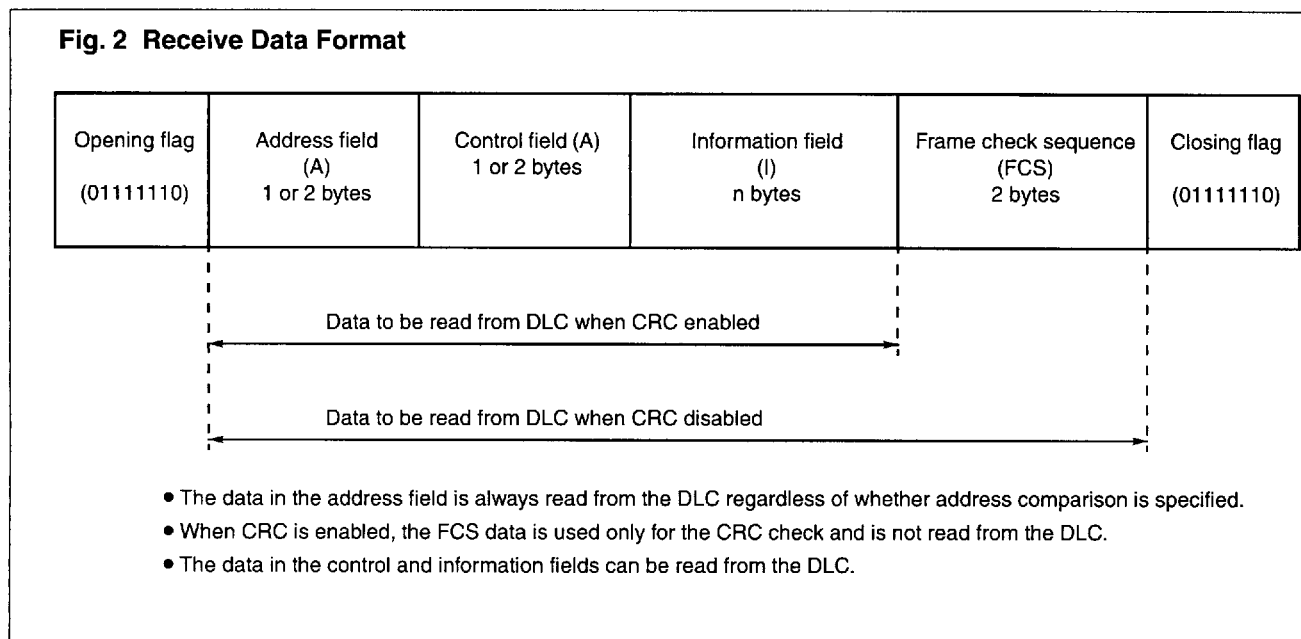 Fig. 2 Receive Data Format
Opening flag
(01111110)
Address field
(A)
1 or 2 bytes
Control field (A)
1 or 2 bytes
Information field
(I)
n bytes
Frame check sequence
(FCS)
2 bytes
Closing flag
(01111110)
Data to be read from DLC when CRC enabled
Data to be read from DLC when CRC disabled
• The data in the address field is always read from the DLC regardless of whether address comparison is specified.
• When CRC is enabled, the FCS data is used only for the CRC check and is not read from the DLC.
• The data in the control and information fields can be read from the DLC.